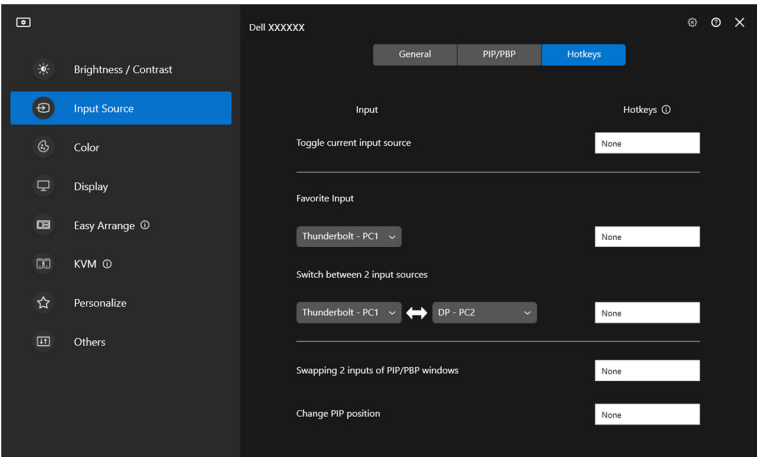 Dell XXXXXX
General
PIP/PBP
Hotkeys
Brightness / Contrast
Input Source
Color
Display
Easy Arrange
KVM
Personalize
Others
Input
Hotkeys
Toggle current input source
None
Favorite Input
Thunderbolt - PC1
None
Switch between 2 input sources
Thunderbolt - PC1
DP - PC2
None
Swapping 2 inputs of PIP/PBP windows
None
Change PIP position
None